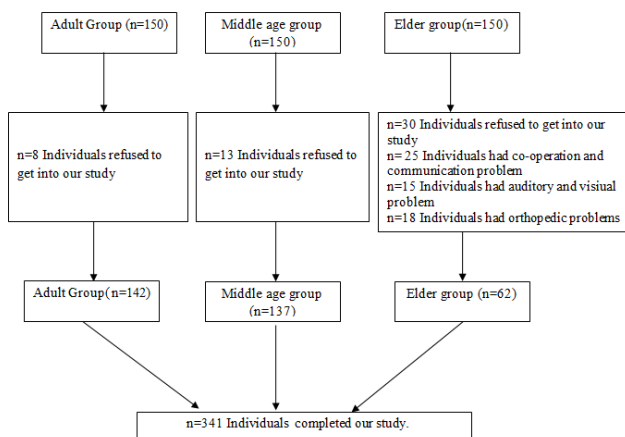 Adult Group (n=150)
Middle age group
(n=150)
Elder group(n=150)
n=8 Individuals refused to
get into our study
n=13 Individuals refused to
get into our study
n=30 Individuals refused to get into our
study
n= 25 Individuals had co-operation and
communication problem
n=15 Individuals had auditory and visiual
problem
n=18 Individuals had orthopedic problems
Adult Group(n=142)
Middle age group
(n=137)
Elder group (n=62)
n=341 Individuals completed our study.